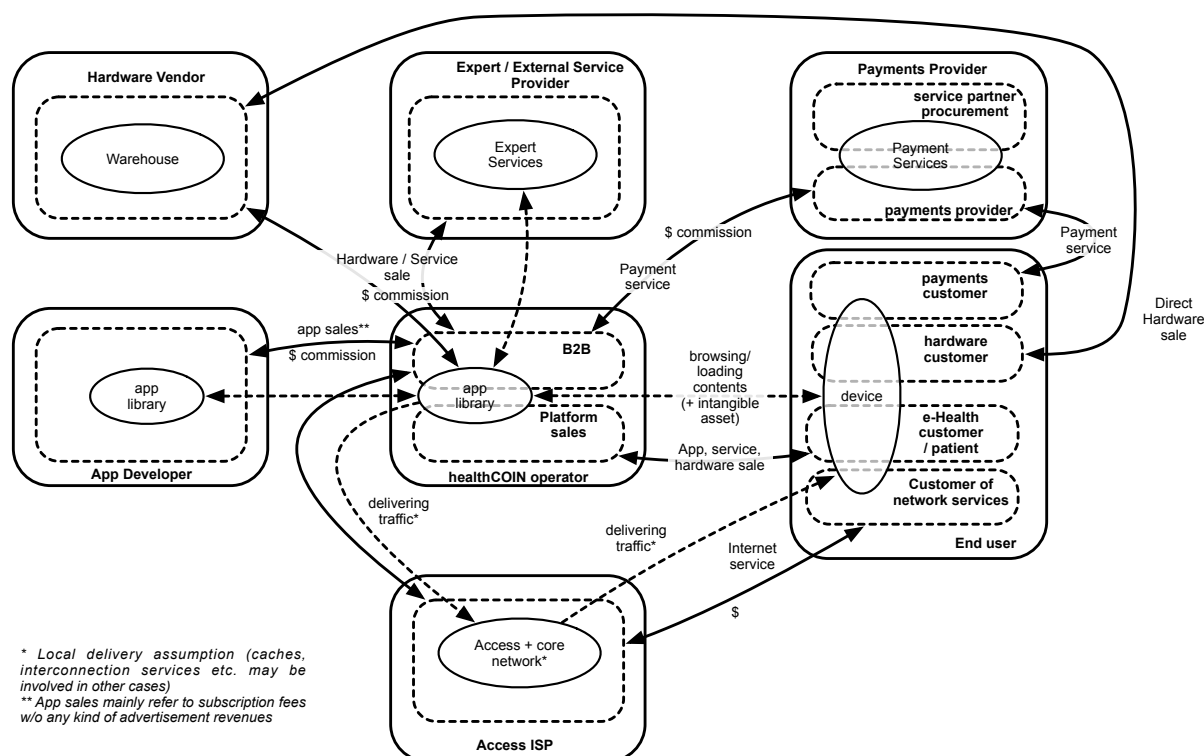 Hardware Vendor
Warehouse
Expert / External Service
Provider
Expert
Services
Payments Provider
service partner
procurement
Payment
Services
payments provider
$ commission
Payment
service
Hardware / Service
sale
$ commission
Payment
service
payments
customer
Direct
Hardware
sale
app sales**
$ commission
B2B
hardware
customer
browsing/
loading
contents
(+ intangible
asset)
app
library
app
library
device
Platform
sales
e-Health
customer
/ patient
App, service,
hardware sale
App Developer
healthCOIN operator
Customer of
network services
delivering
traffic*
delivering
traffic*
End user
Internet
service
$
Access + core
network*
* Local delivery assumption (caches,
interconnection services etc. may be
involved in other cases)
** App sales mainly refer to subscription fees
w/o any kind of advertisement revenues
Access ISP